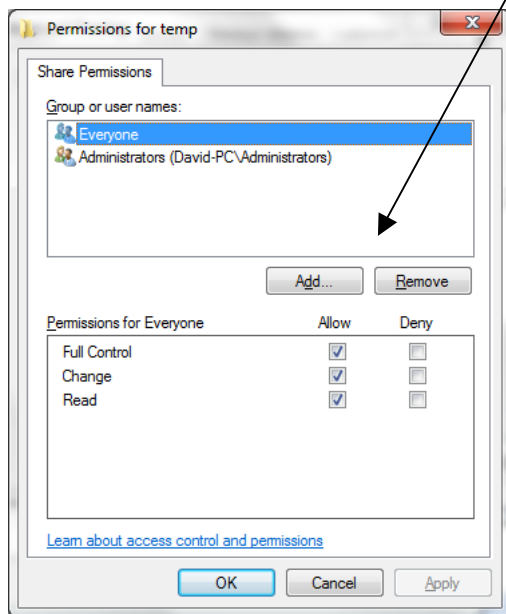 Permissions for temp
Share Permissions
Group or user names:
Everyone
Administrators (David-PC\Administrators)
Add... Remove
Permissions for Everyone Allow Deny
Full Control
Change
Read
Learn about access control and permissions
OK Cancel Apply